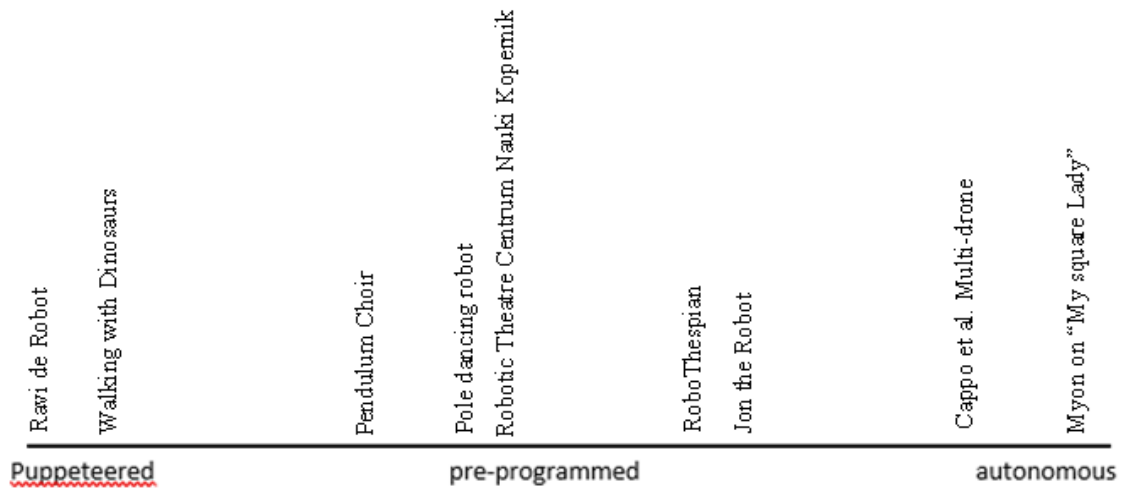 Ravi de Robot
Walking with Dinosaurs
Pendulum Choir
Pole dancing robot
Robotic Theatre Centrum Nauki Kopernik
RoboThespian
Jon the Robot
Cappo et al. Multi-drone
Myon on “My square Lady”
Puppeteered
pre-programmed
autonomous